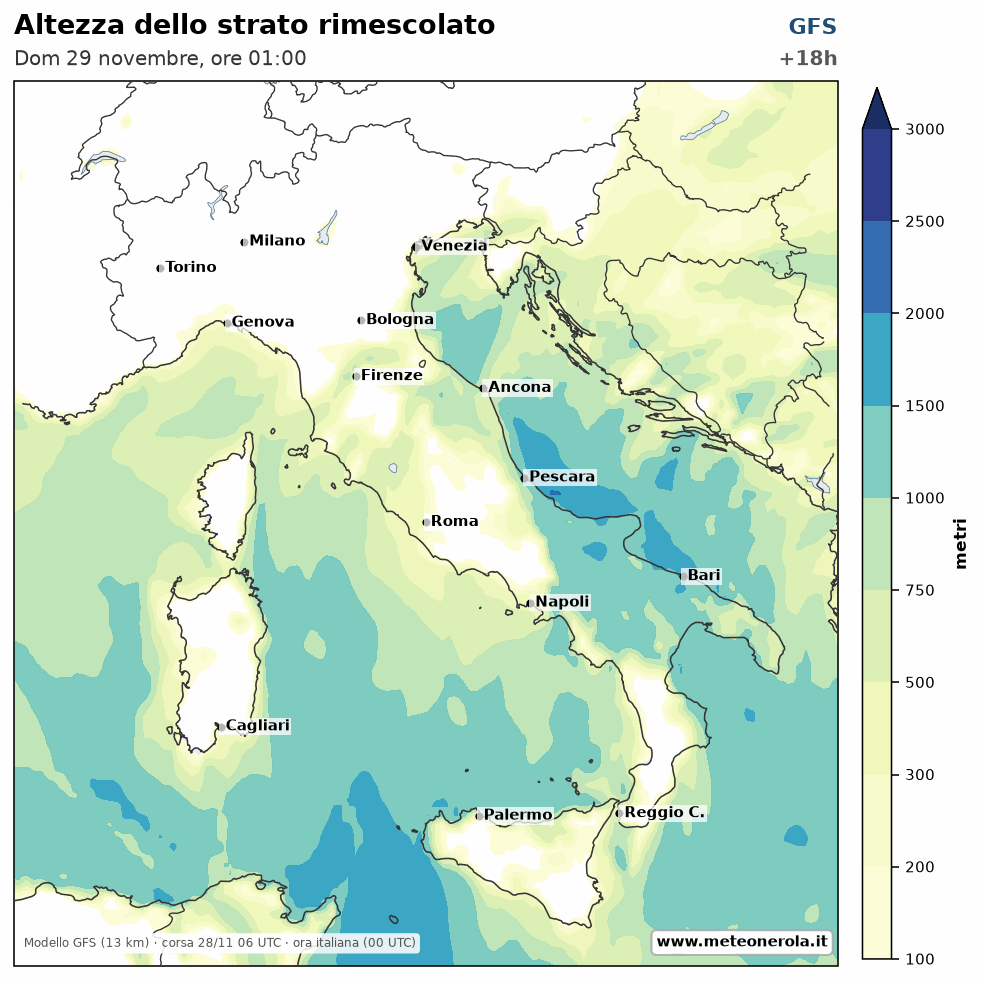 Altezza dello strato rimescolato
GFS
Dom 29 novembre, ore 01:00
+18h
3000
2500
2000
1500
1000
750
500
300
200
100
metri
Milano
Venezia
Torino
Genova
Bologna
Firenze
Ancona
Pescara
Roma
Bari
Napoli
Cagliari
Palermo
Reggio C.
Modello GFS (13 km) · corsa 28/11 06 UTC · ora italiana (00 UTC)
www.meteonerola.it